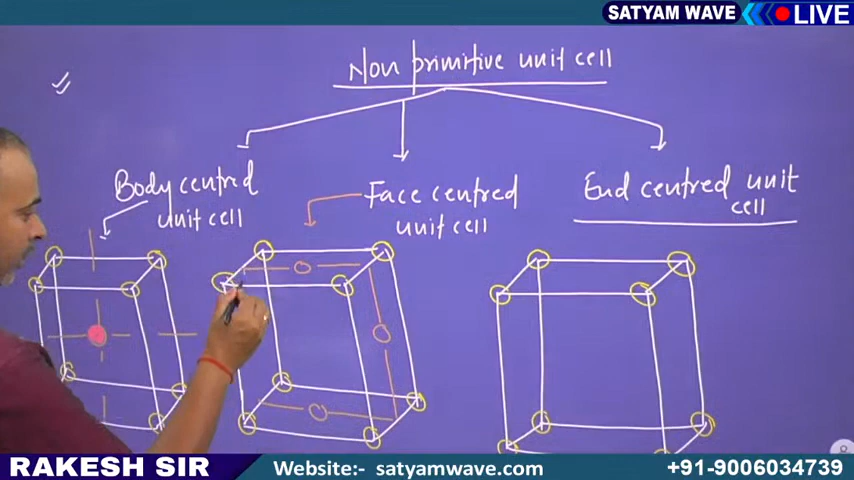 SATYAM WAVE LIVE
Non primitive unit cell
Body centred
unit cell
Face centred
unit cell
End centred unit
cell
RAKESH SIR
Website:- satyamwave.com
+91-9006034739